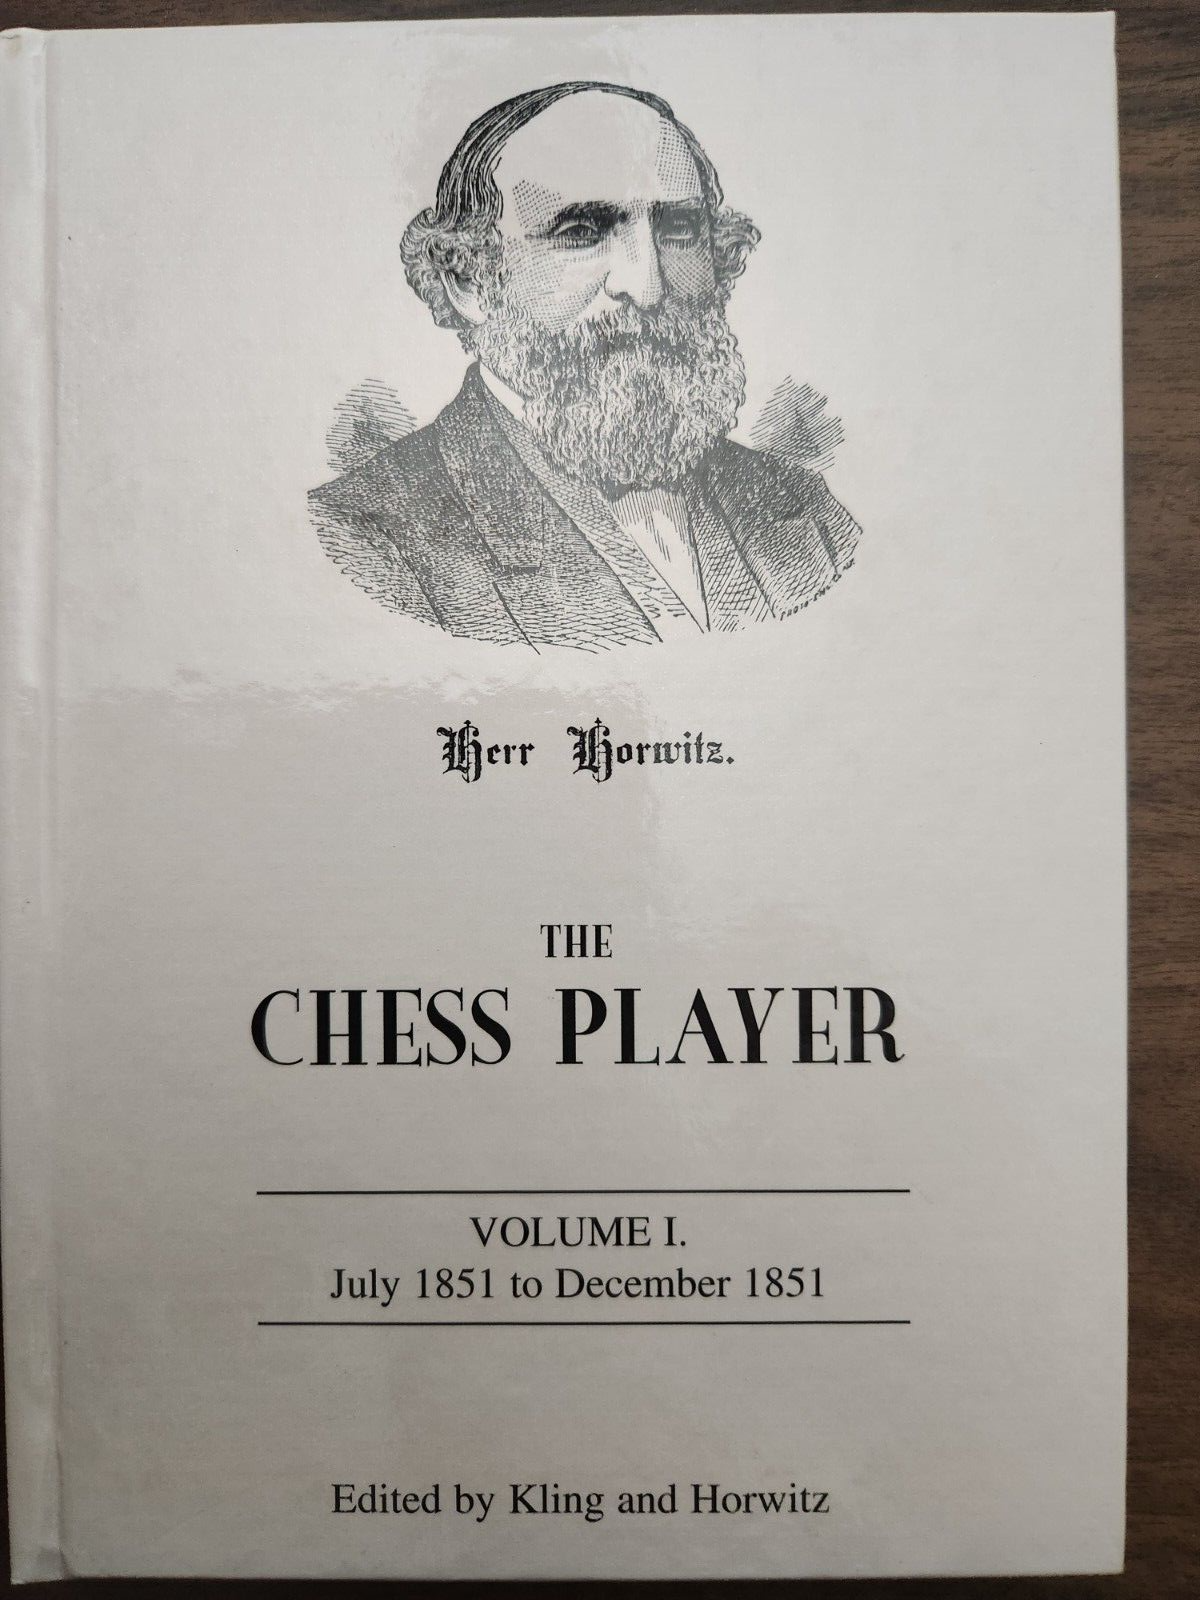 Herr Horwitz.
THE
CHESS PLAYER
VOLUME I.
July 1851 to December 1851
Edited by Kling and Horwitz